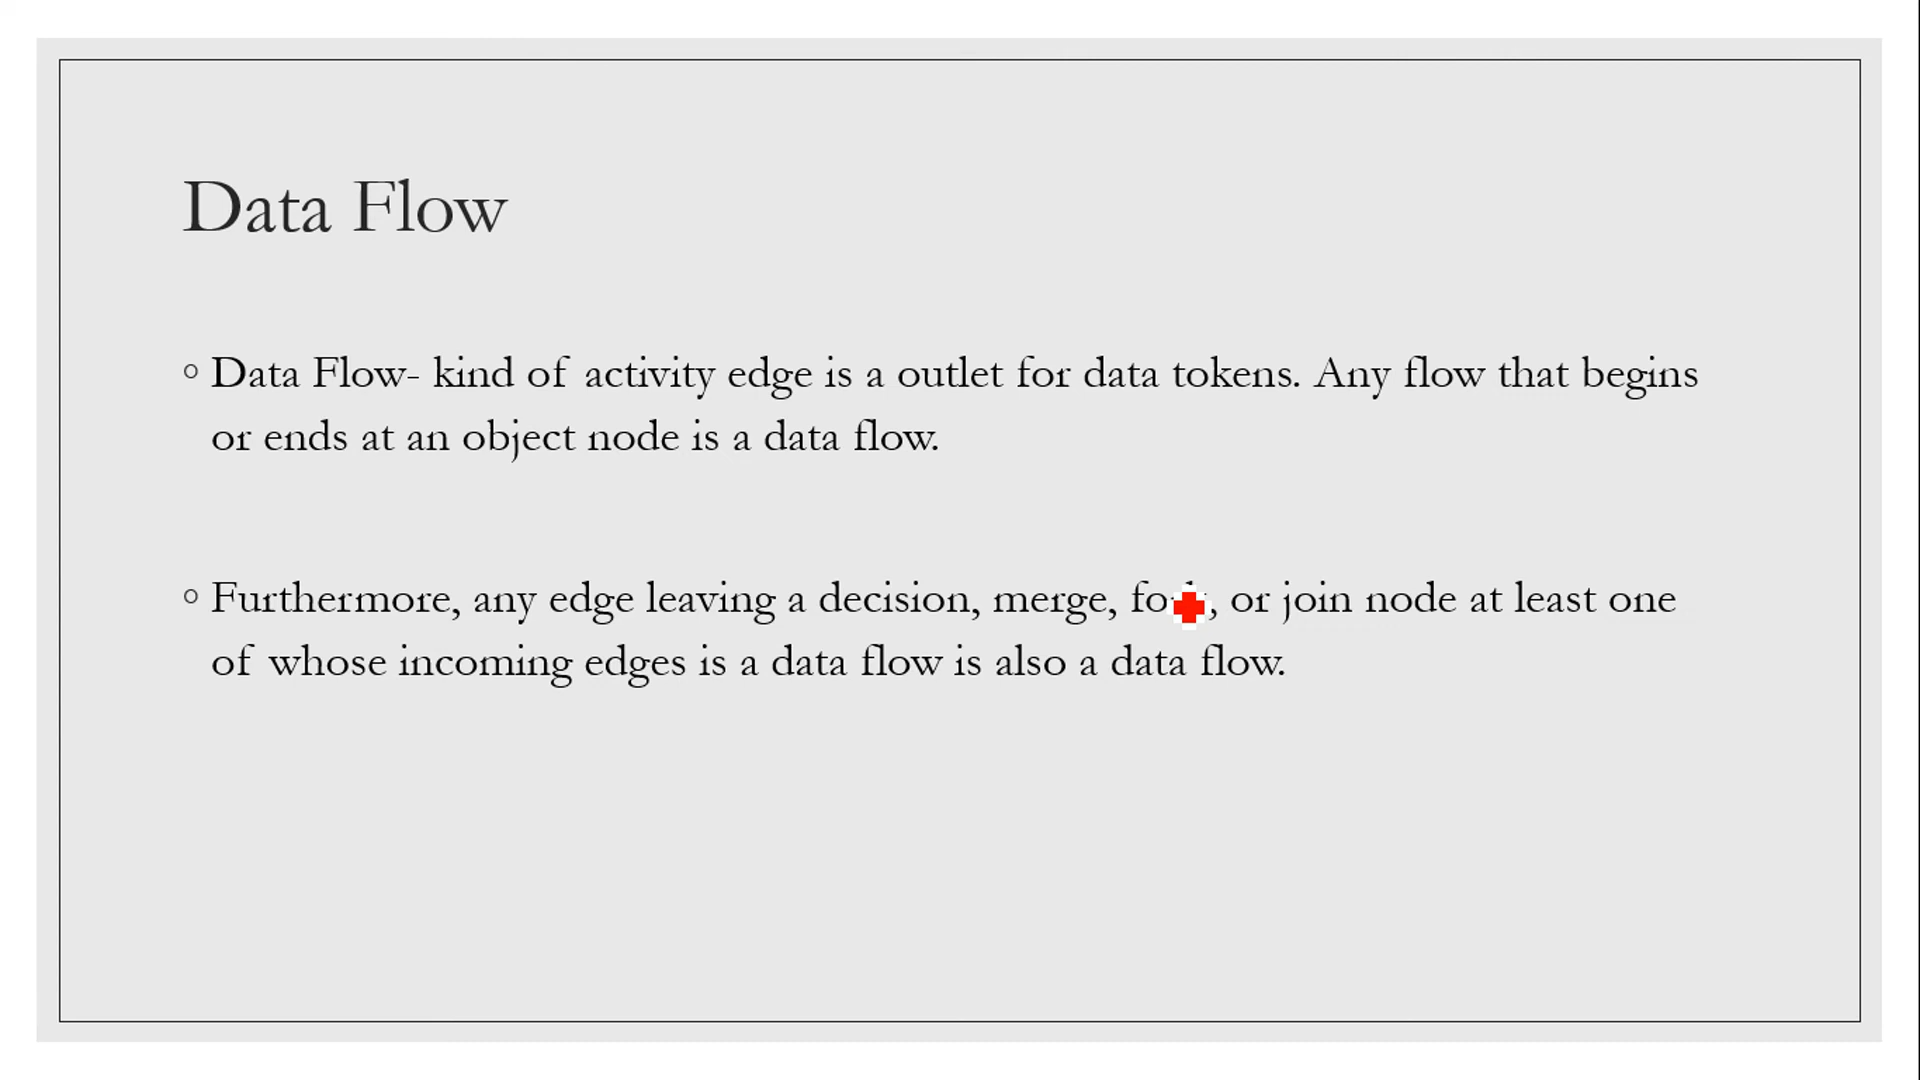 Data Flow
◦ Data Flow- kind of activity edge is a outlet for data tokens. Any flow that begins
or ends at an object node is a data flow.
◦ Furthermore, any edge leaving a decision, merge, or join node at least one
of whose incoming edges is a data flow is also a data flow.